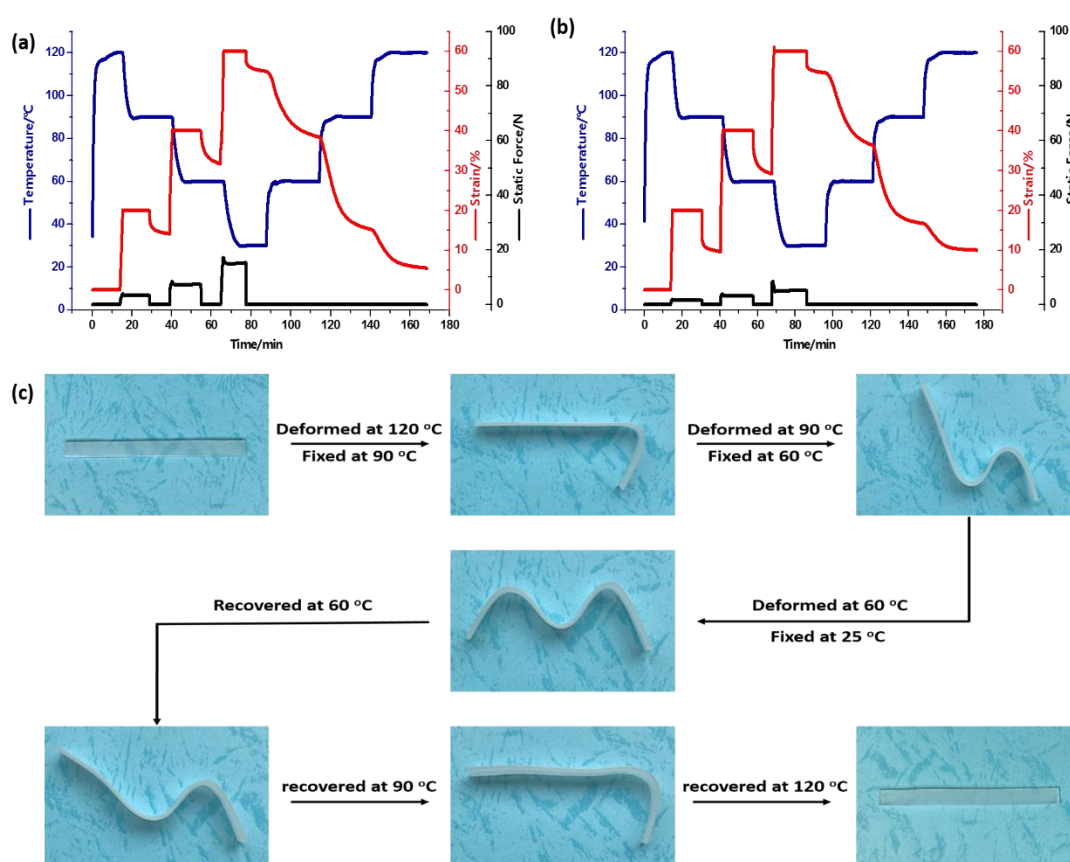 (a)
120
100
80
60
40
20
0
Temperature/°C
60
50
40
30
20
10
0
Strain/%
100
80
60
40
20
0
Static Force/N
0 20 40 60 80 100 120 140 160 180
Time/min
(b)
120
100
80
60
40
20
0
Temperature/°C
60
50
40
30
20
10
0
Strain/%
100
80
60
40
20
0
0 20 40 60 80 100 120 140 160 180
Time/min
(c)
Deformed at 120 °C
Fixed at 90 °C
Deformed at 90 °C
Fixed at 60 °C
Recovered at 60 °C
Deformed at 60 °C
Fixed at 25 °C
recovered at 90 °C
recovered at 120 °C